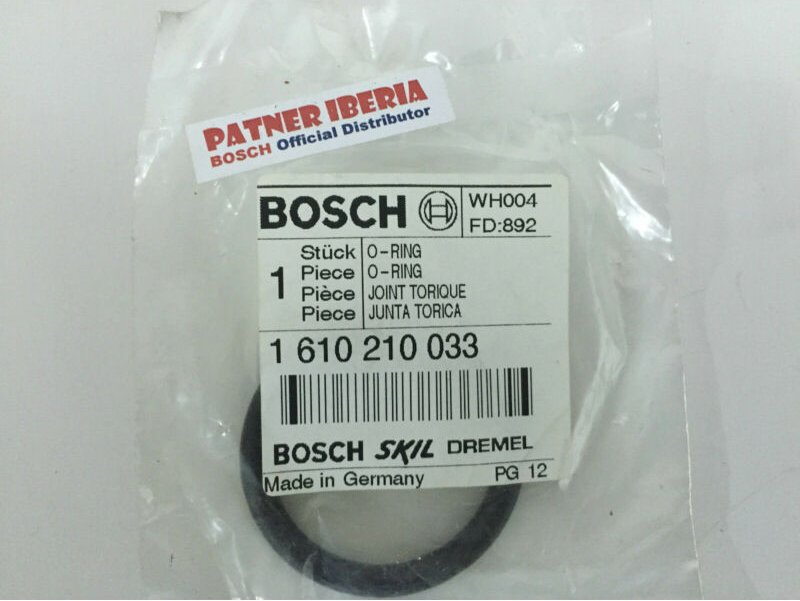 PATNER IBERIA
BOSCH Official Distributor
BOSCH WH004
FD:892
1
Stück O-RING
Piece O-RING
Pièce JOINT TORIQUE
Piece JUNTA TORICA
1 610 210 033
BOSCH SKIL DREMEL
Made in Germany PG 12